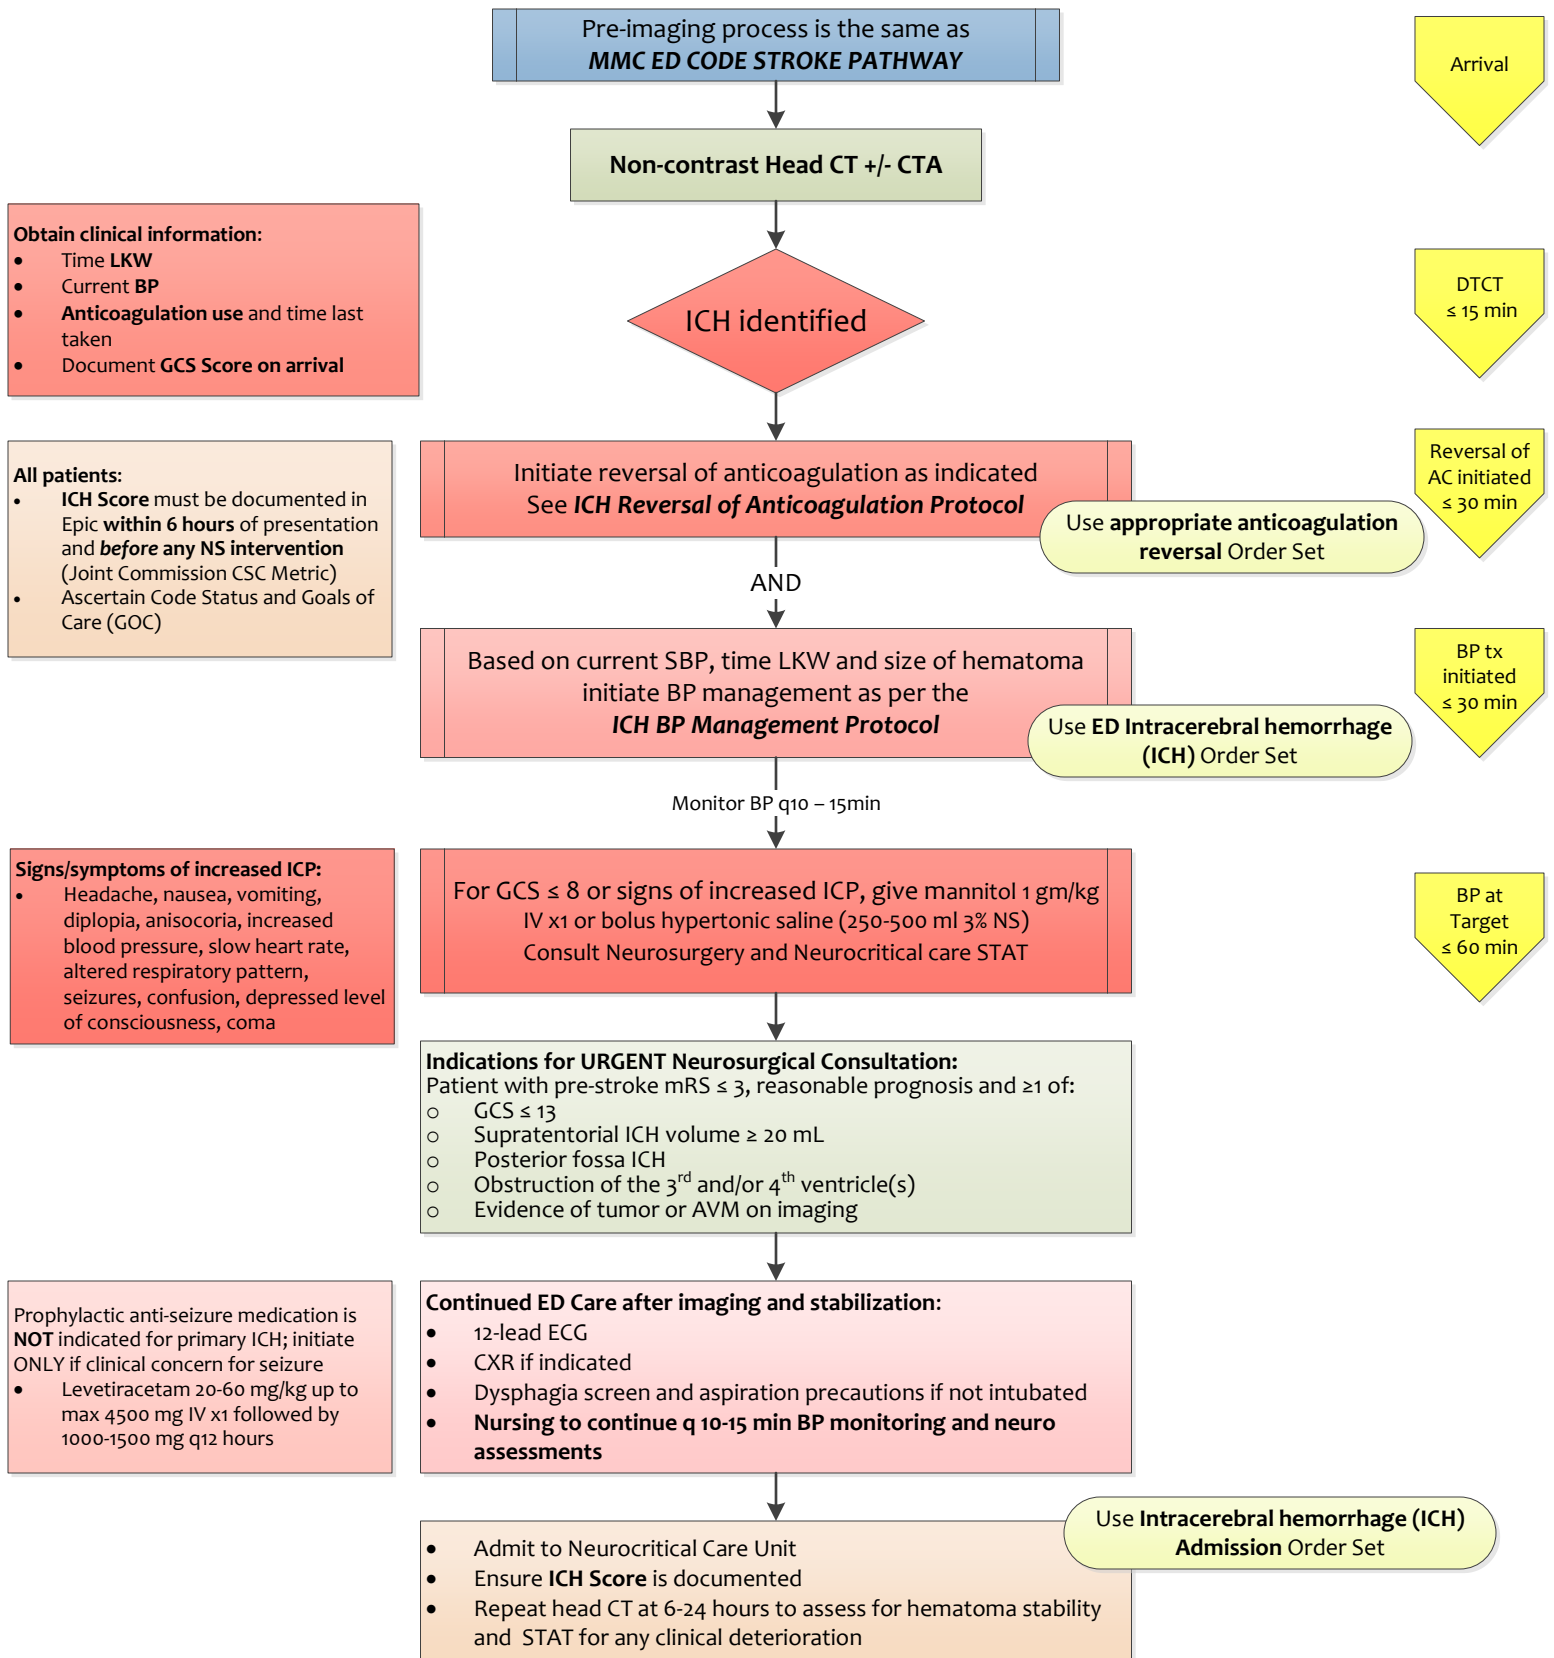 Pre-imaging process is the same as
MMC ED CODE STROKE PATHWAY
Arrival
Non-contrast Head CT +/- CTA
Obtain clinical information:
• Time LKW
• Current BP
• Anticoagulation use and time last
taken
• Document GCS Score on arrival
ICH identified
DTCT
≤ 15 min
All patients:
• ICH Score must be documented in
Epic within 6 hours of presentation
and before any NS intervention
(Joint Commission CSC Metric)
• Ascertain Code Status and Goals of
Care (GOC)
Initiate reversal of anticoagulation as indicated
See ICH Reversal of Anticoagulation Protocol
Use appropriate anticoagulation
reversal Order Set
Reversal of
AC initiated
≤ 30 min
AND
Based on current SBP, time LKW and size of hematoma
initiate BP management as per the
ICH BP Management Protocol
Use ED Intracerebral hemorrhage
(ICH) Order Set
BP tx
initiated
≤ 30 min
Monitor BP q10 – 15min
Signs/symptoms of increased ICP:
• Headache, nausea, vomiting,
diplopia, anisocoria, increased
blood pressure, slow heart rate,
altered respiratory pattern,
seizures, confusion, depressed level
of consciousness, coma
For GCS ≤ 8 or signs of increased ICP, give mannitol 1 gm/kg
IV x1 or bolus hypertonic saline (250-500 ml 3% NS)
Consult Neurosurgery and Neurocritical care STAT
BP at
Target
≤ 60 min
Indications for URGENT Neurosurgical Consultation:
Patient with pre-stroke mRS ≤ 3, reasonable prognosis and ≥1 of:
o GCS ≤ 13
o Supratentorial ICH volume ≥ 20 mL
o Posterior fossa ICH
o Obstruction of the 3rd and/or 4th ventricle(s)
o Evidence of tumor or AVM on imaging
Prophylactic anti-seizure medication is
NOT indicated for primary ICH; initiate
ONLY if clinical concern for seizure
• Levetiracetam 20-60 mg/kg up to
max 4500 mg IV x1 followed by
1000-1500 mg q12 hours
Continued ED Care after imaging and stabilization:
• 12-lead ECG
• CXR if indicated
• Dysphagia screen and aspiration precautions if not intubated
• Nursing to continue q 10-15 min BP monitoring and neuro
assessments
Use Intracerebral hemorrhage (ICH)
Admission Order Set
• Admit to Neurocritical Care Unit
• Ensure ICH Score is documented
• Repeat head CT at 6-24 hours to assess for hematoma stability
and STAT for any clinical deterioration